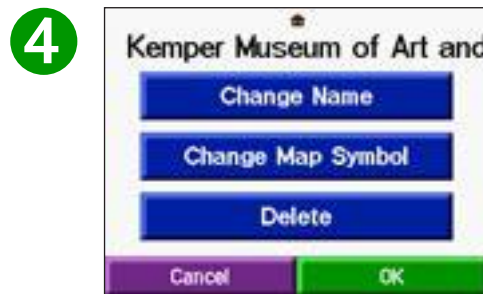 4
Kemper Museum of Art and
Change Name
Change Map Symbol
Delete
Cancel
OK